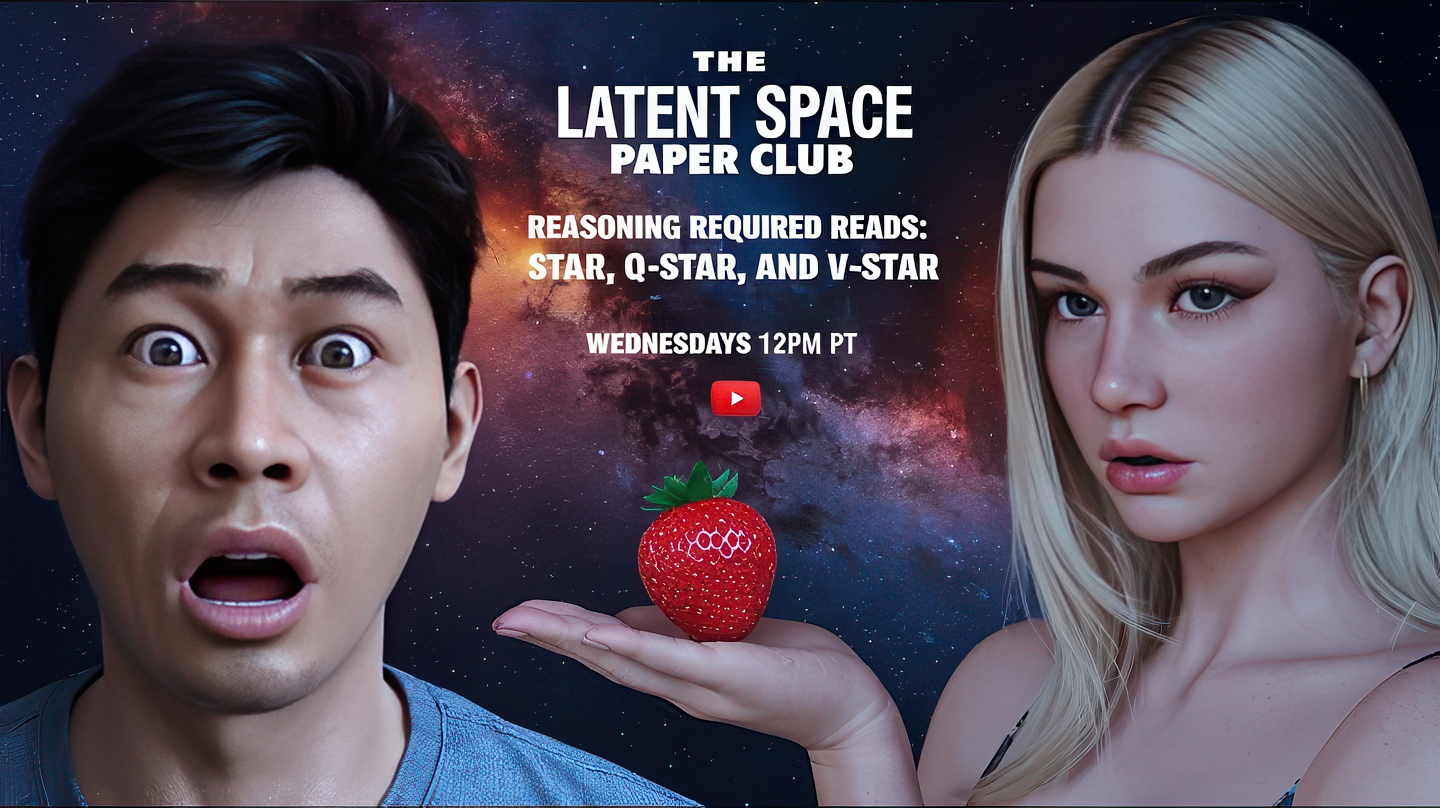 THE
LATENT SPACE
PAPER CLUB
REASONING REQUIRED READS:
STAR, Q-STAR, AND V-STAR
WEDNESDAYS 12PM PT